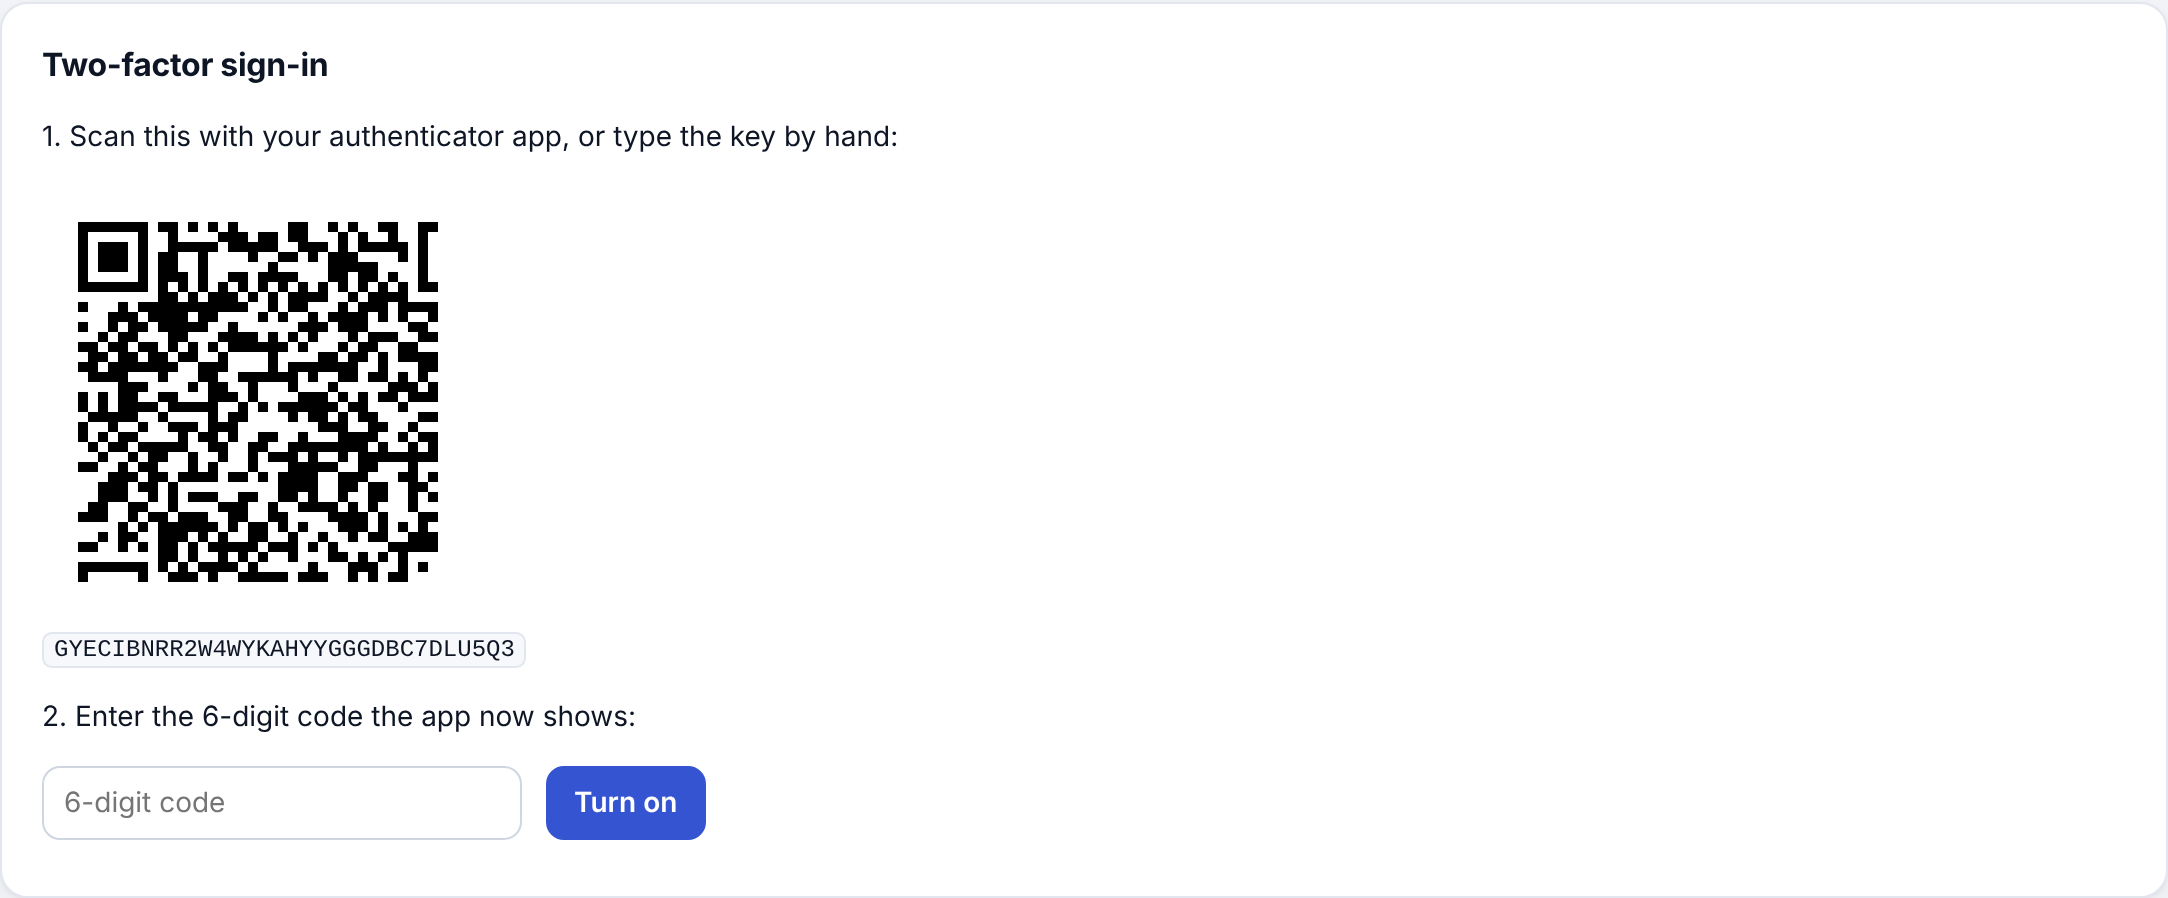 Two-factor sign-in
1. Scan this with your authenticator app, or type the key by hand:
GYECIBNRR2W4WYKAHYYGGGDBC7DLU5Q3
2. Enter the 6-digit code the app now shows:
6-digit code
Turn on